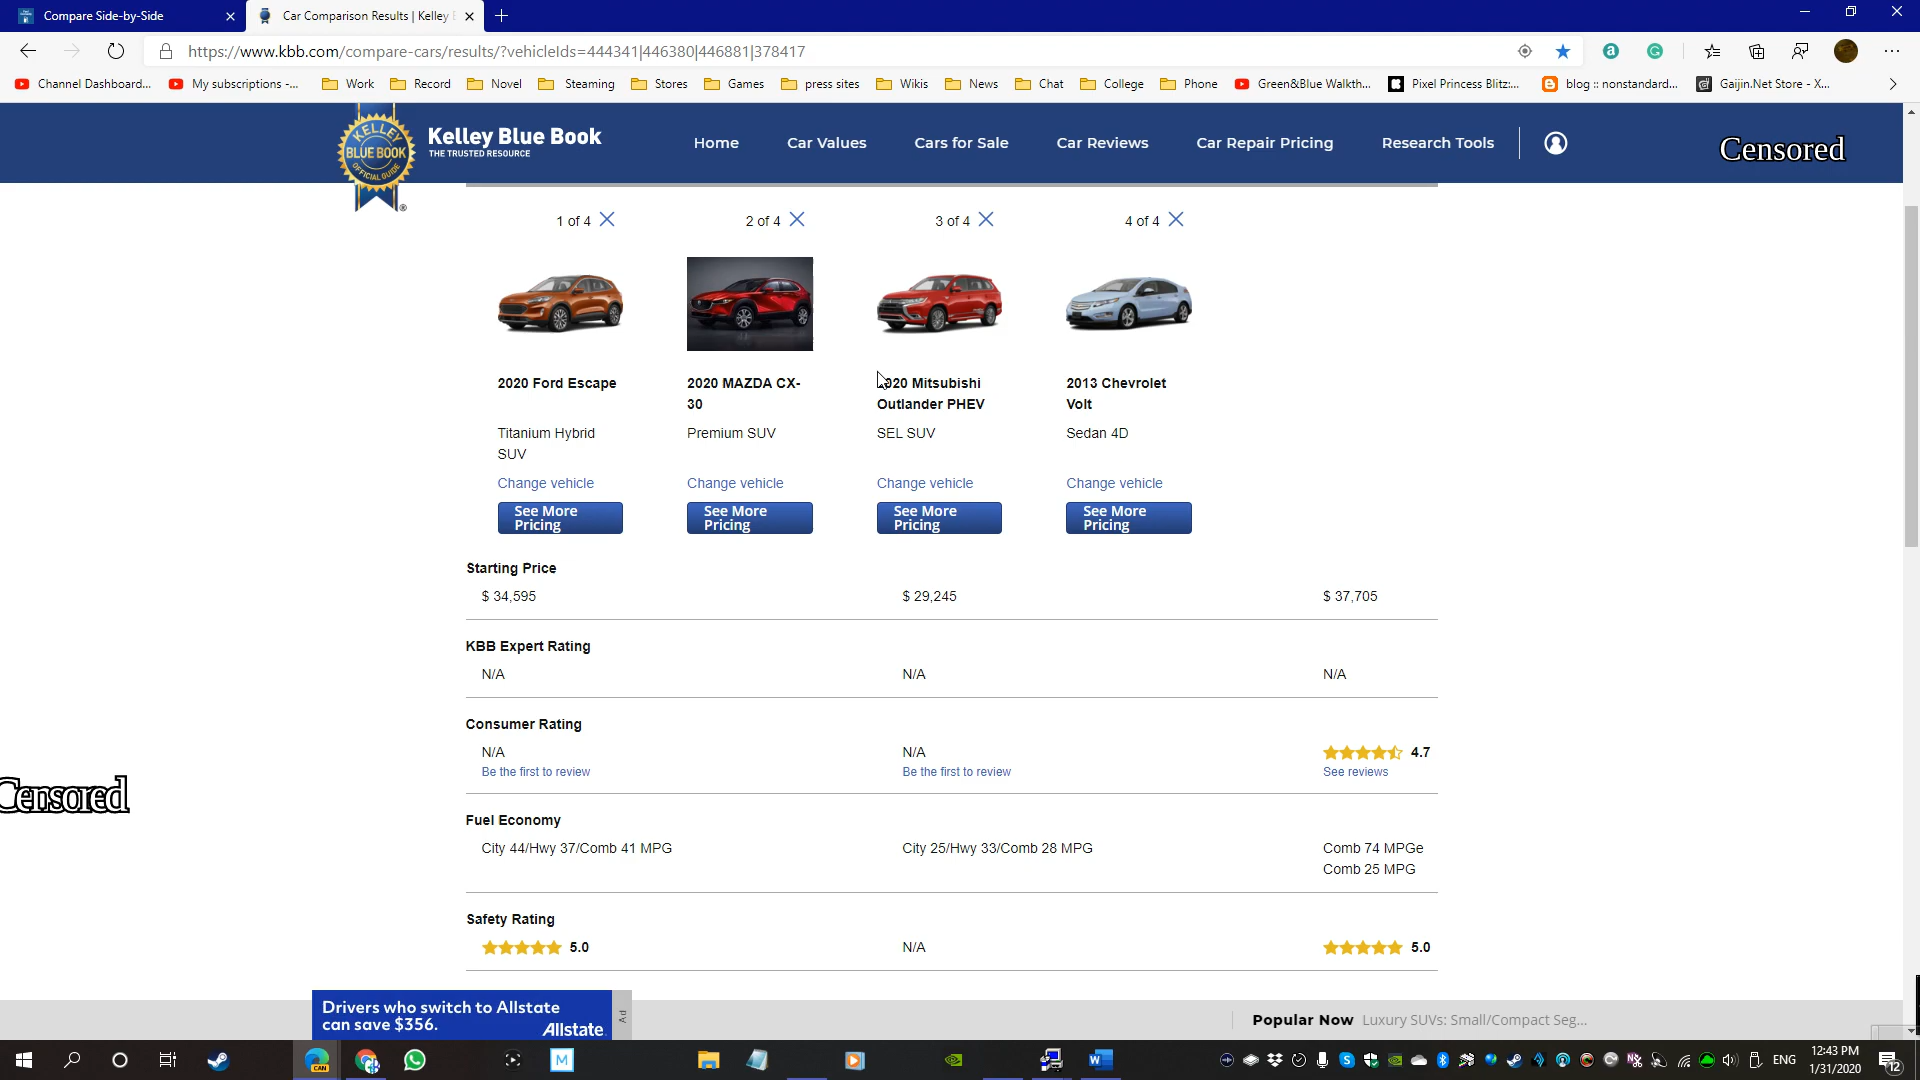 Compare Side-by-Side
Car Comparison Results | Kelley
https://www.kbb.com/compare-cars/results/?vehicleIds=444341|446380|446881|378417
Channel Dashboard...
My subscriptions -...
Work
Record
Novel
Steaming
Stores
Games
press sites
Wikis
News
Chat
College
Phone
Green&Blue Walkth...
Pixel Princess Blitz:...
blog :: nonstandard...
Gaijin.Net Store - X...
KELLEY
BLUE BOOK
OFFICIAL GUIDE
Kelley Blue Book
THE TRUSTED RESOURCE
Home
Car Values
Cars for Sale
Car Reviews
Car Repair Pricing
Research Tools
Censored
1 of 4
2 of 4
3 of 4
4 of 4
2020 Ford Escape
2020 MAZDA CX-
30
2020 Mitsubishi
Outlander PHEV
2013 Chevrolet
Volt
Titanium Hybrid
SUV
Premium SUV
SEL SUV
Sedan 4D
Change vehicle
Change vehicle
Change vehicle
Change vehicle
See More
Pricing
See More
Pricing
See More
Pricing
See More
Pricing
Starting Price
$ 34,595
$ 29,245
$ 37,705
KBB Expert Rating
N/A
N/A
N/A
Consumer Rating
N/A
N/A
4.7
Be the first to review
Be the first to review
See reviews
Censored
Fuel Economy
City 44/Hwy 37/Comb 41 MPG
City 25/Hwy 33/Comb 28 MPG
Comb 74 MPGe
Comb 25 MPG
Safety Rating
5.0
N/A
5.0
Drivers who switch to Allstate
can save $356.
Allstate
Ad
Popular Now Luxury SUVs: Small/Compact Seg...
CAN
M
ENG
12:43 PM
1/31/2020
12